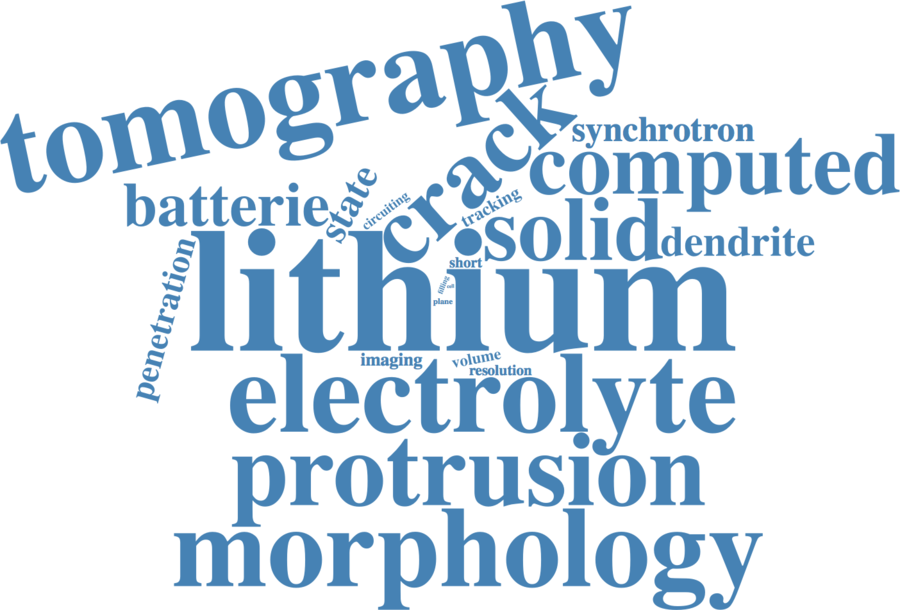 tomography
crack
synchrotron
computed
batterie
state
circuiting
tracking
solid
dendrite
penetration
lithium
short
filling
cell
plane
imaging
volume
resolution
electrolyte
protrusion
morphology